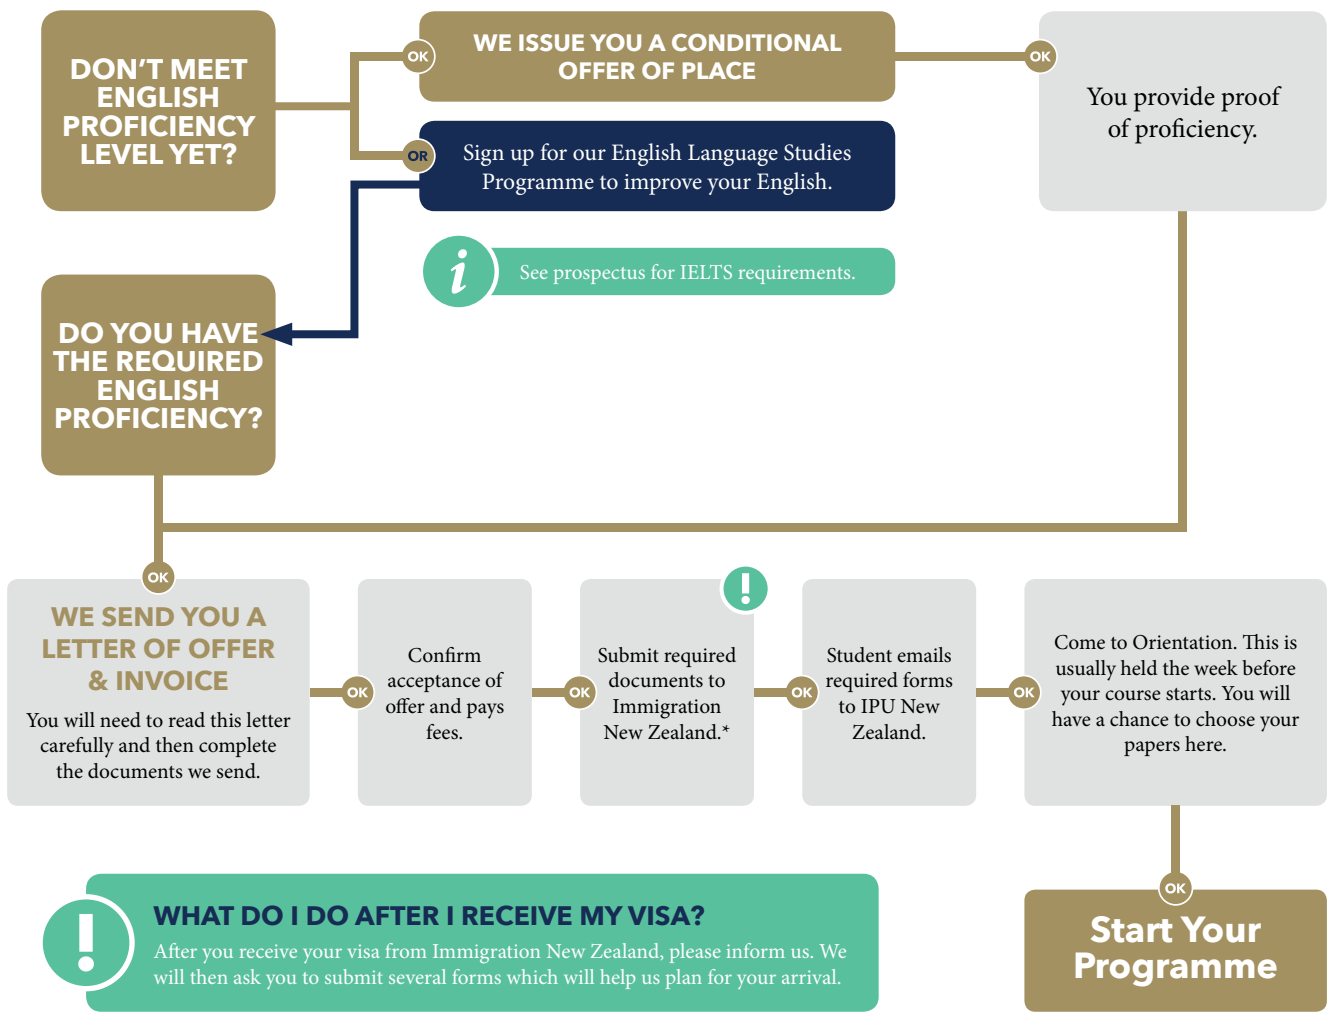 DON'T MEET
ENGLISH
PROFICIENCY
LEVEL YET?
OK
WE ISSUE YOU A CONDITIONAL
OFFER OF PLACE
OK
You provide proof
of proficiency.
OR
Sign up for our English Language Studies
Programme to improve your English.
i
See prospectus for IELTS requirements.
DO YOU HAVE
THE REQUIRED
ENGLISH
PROFICIENCY?
OK
WE SEND YOU A
LETTER OF OFFER
& INVOICE
You will need to read this letter
carefully and then complete
the documents we send.
OK
Confirm
acceptance of
offer and pays
fees.
OK
!
Submit required
documents to
Immigration
New Zealand.*
OK
Student emails
required forms
to IPU New
Zealand.
OK
Come to Orientation. This is
usually held the week before
your course starts. You will
have a chance to choose your
papers here.
OK
Start Your
Programme
!
WHAT DO I DO AFTER I RECEIVE MY VISA?
After you receive your visa from Immigration New Zealand, please inform us. We
will then ask you to submit several forms which will help us plan for your arrival.